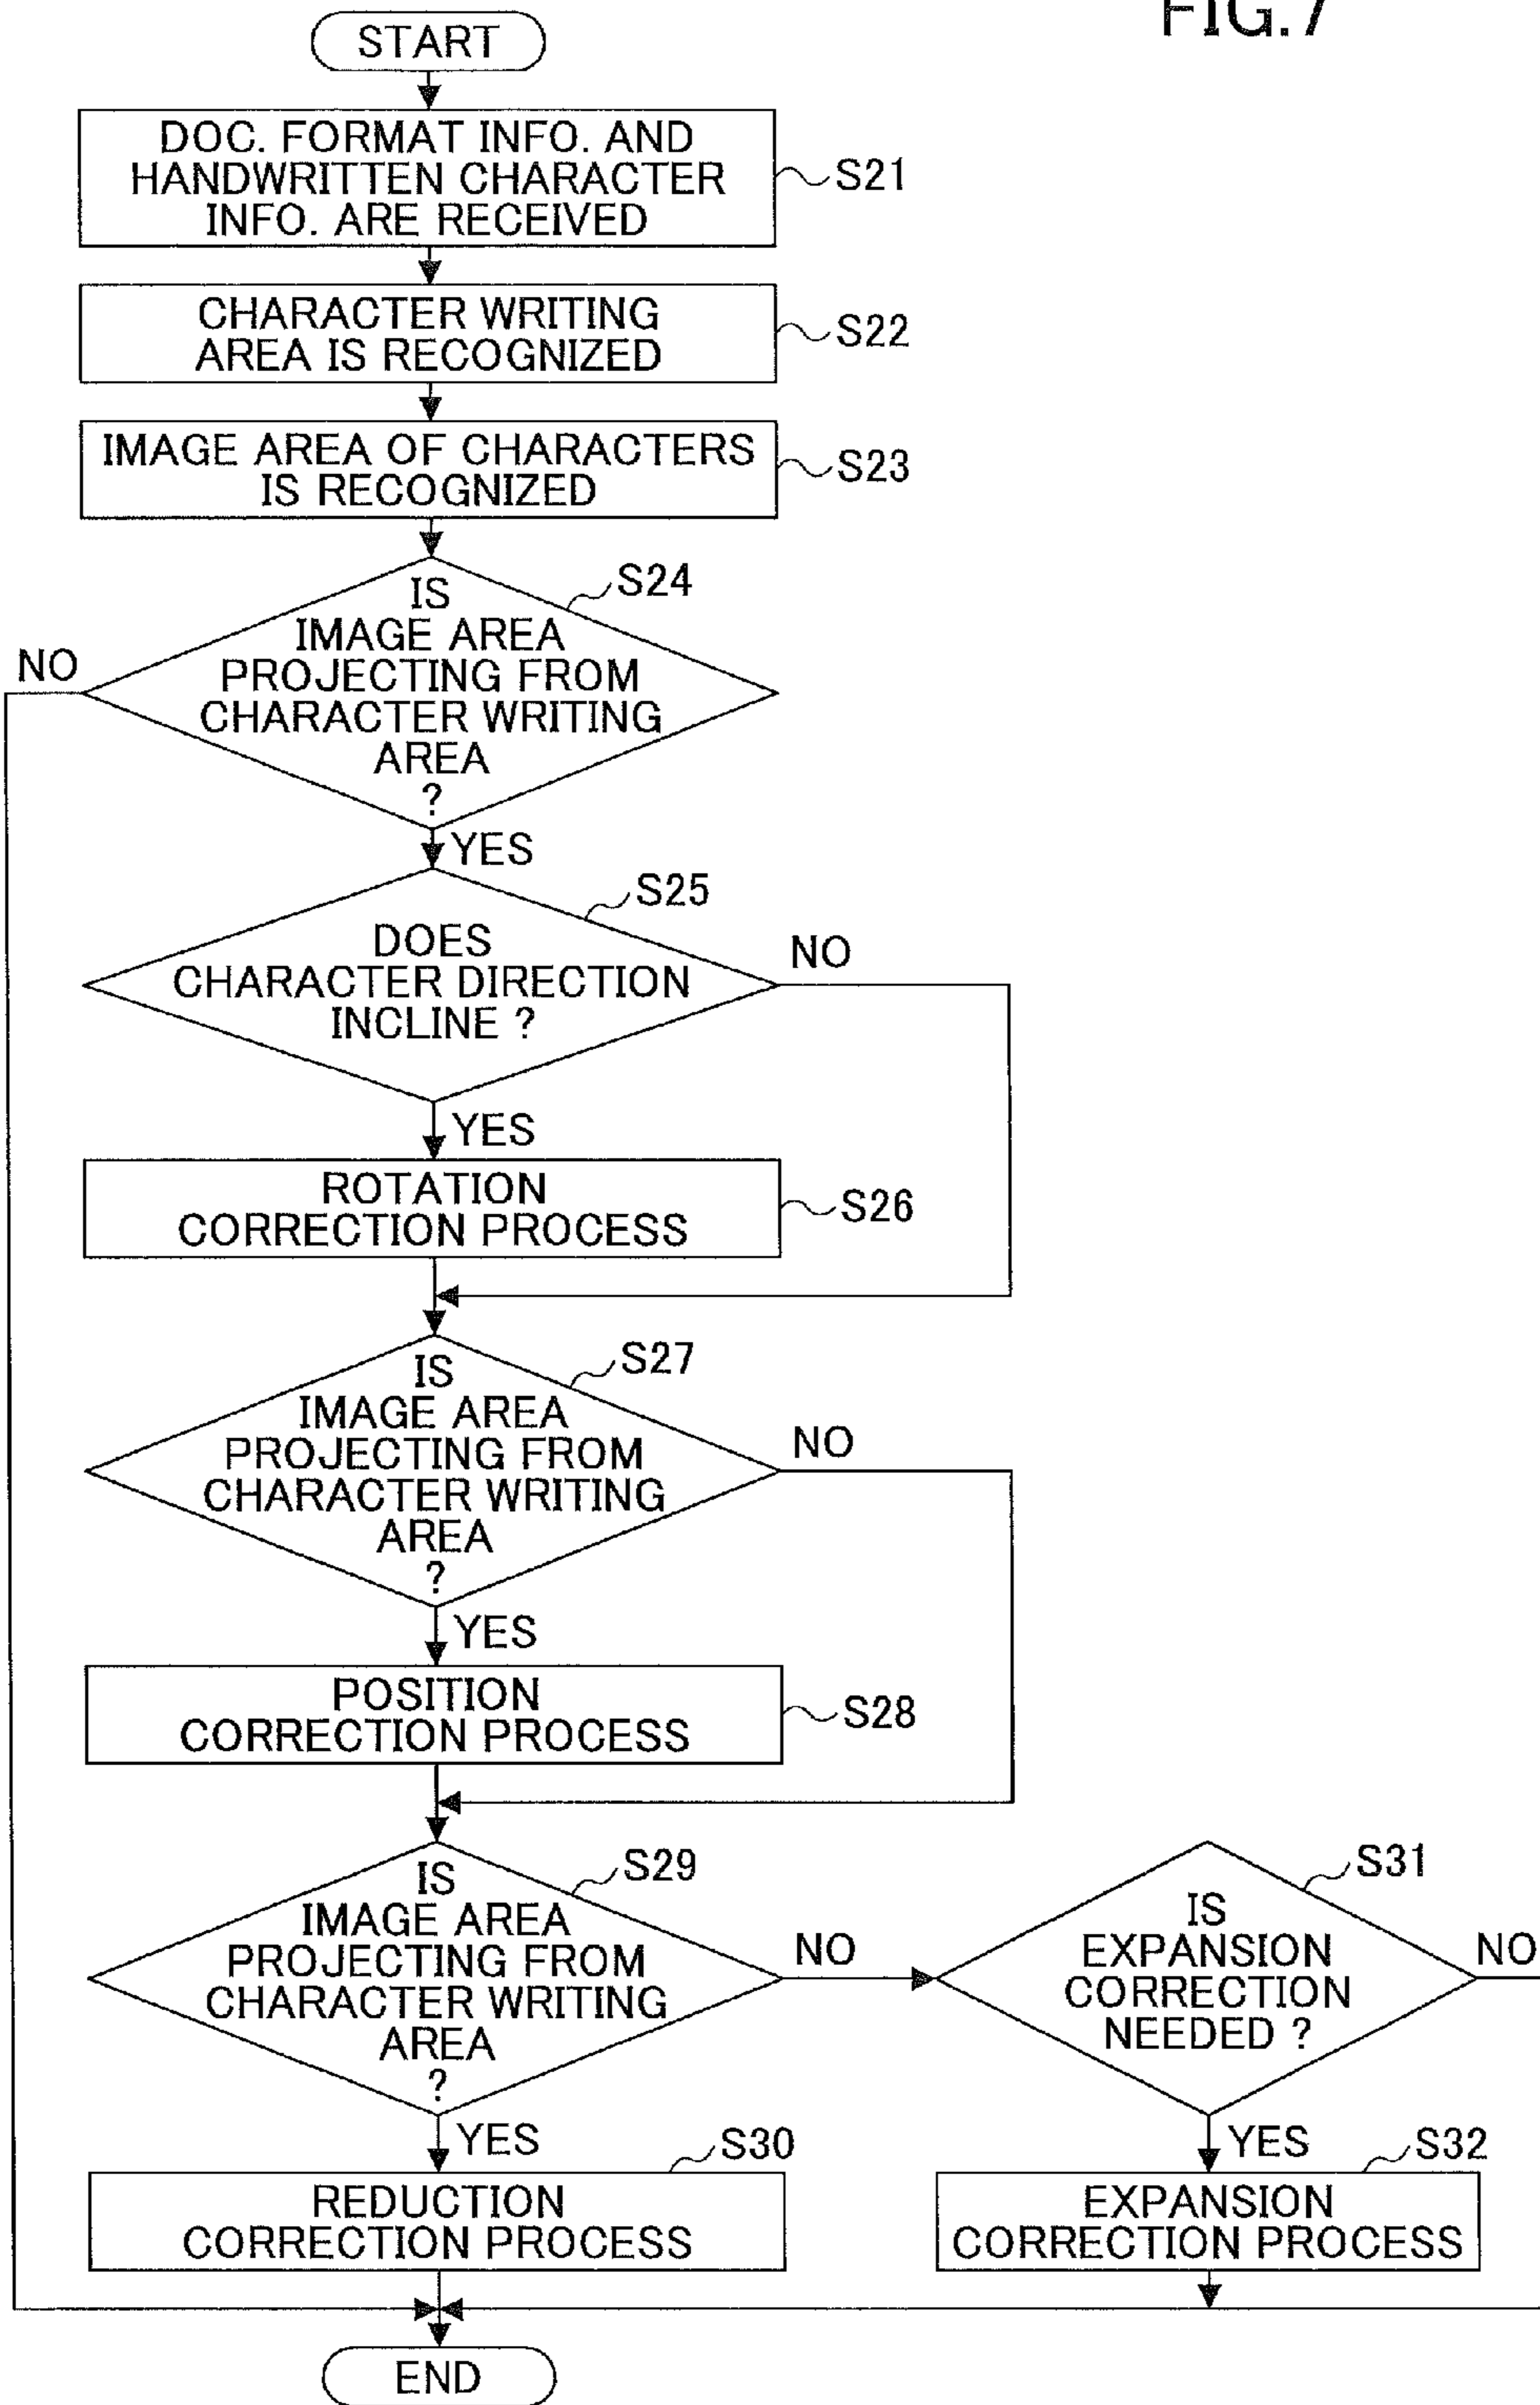 FIG.7
START
DOC. FORMAT INFO. AND
HANDWRITTEN CHARACTER
INFO. ARE RECEIVED
S21
CHARACTER WRITING
AREA IS RECOGNIZED
S22
IMAGE AREA OF CHARACTERS
IS RECOGNIZED
S23
S24
IS
IMAGE AREA
PROJECTING FROM
CHARACTER WRITING
AREA
?
NO
YES
S25
DOES
CHARACTER DIRECTION
INCLINE ?
NO
YES
ROTATION
CORRECTION PROCESS
S26
S27
IS
IMAGE AREA
PROJECTING FROM
CHARACTER WRITING
AREA
?
NO
YES
POSITION
CORRECTION PROCESS
S28
S29
IS
IMAGE AREA
PROJECTING FROM
CHARACTER WRITING
AREA
?
NO
S31
IS
EXPANSION
CORRECTION
NEEDED ?
NO
YES
S30
REDUCTION
CORRECTION PROCESS
YES
S32
EXPANSION
CORRECTION PROCESS
END